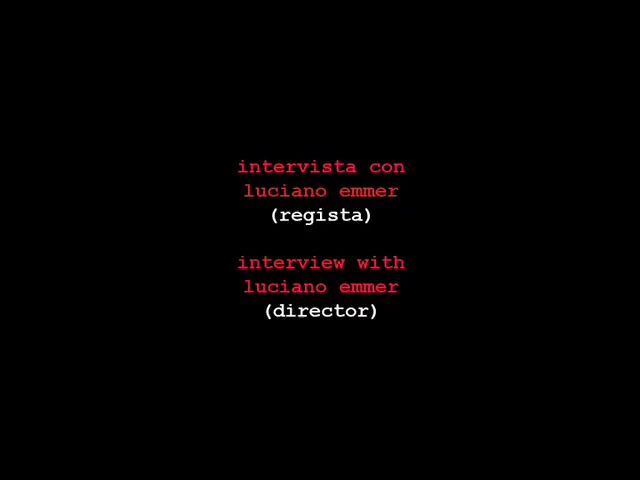 intervista con
luciano emmer
(regista)
interview with
luciano emmer
(director)